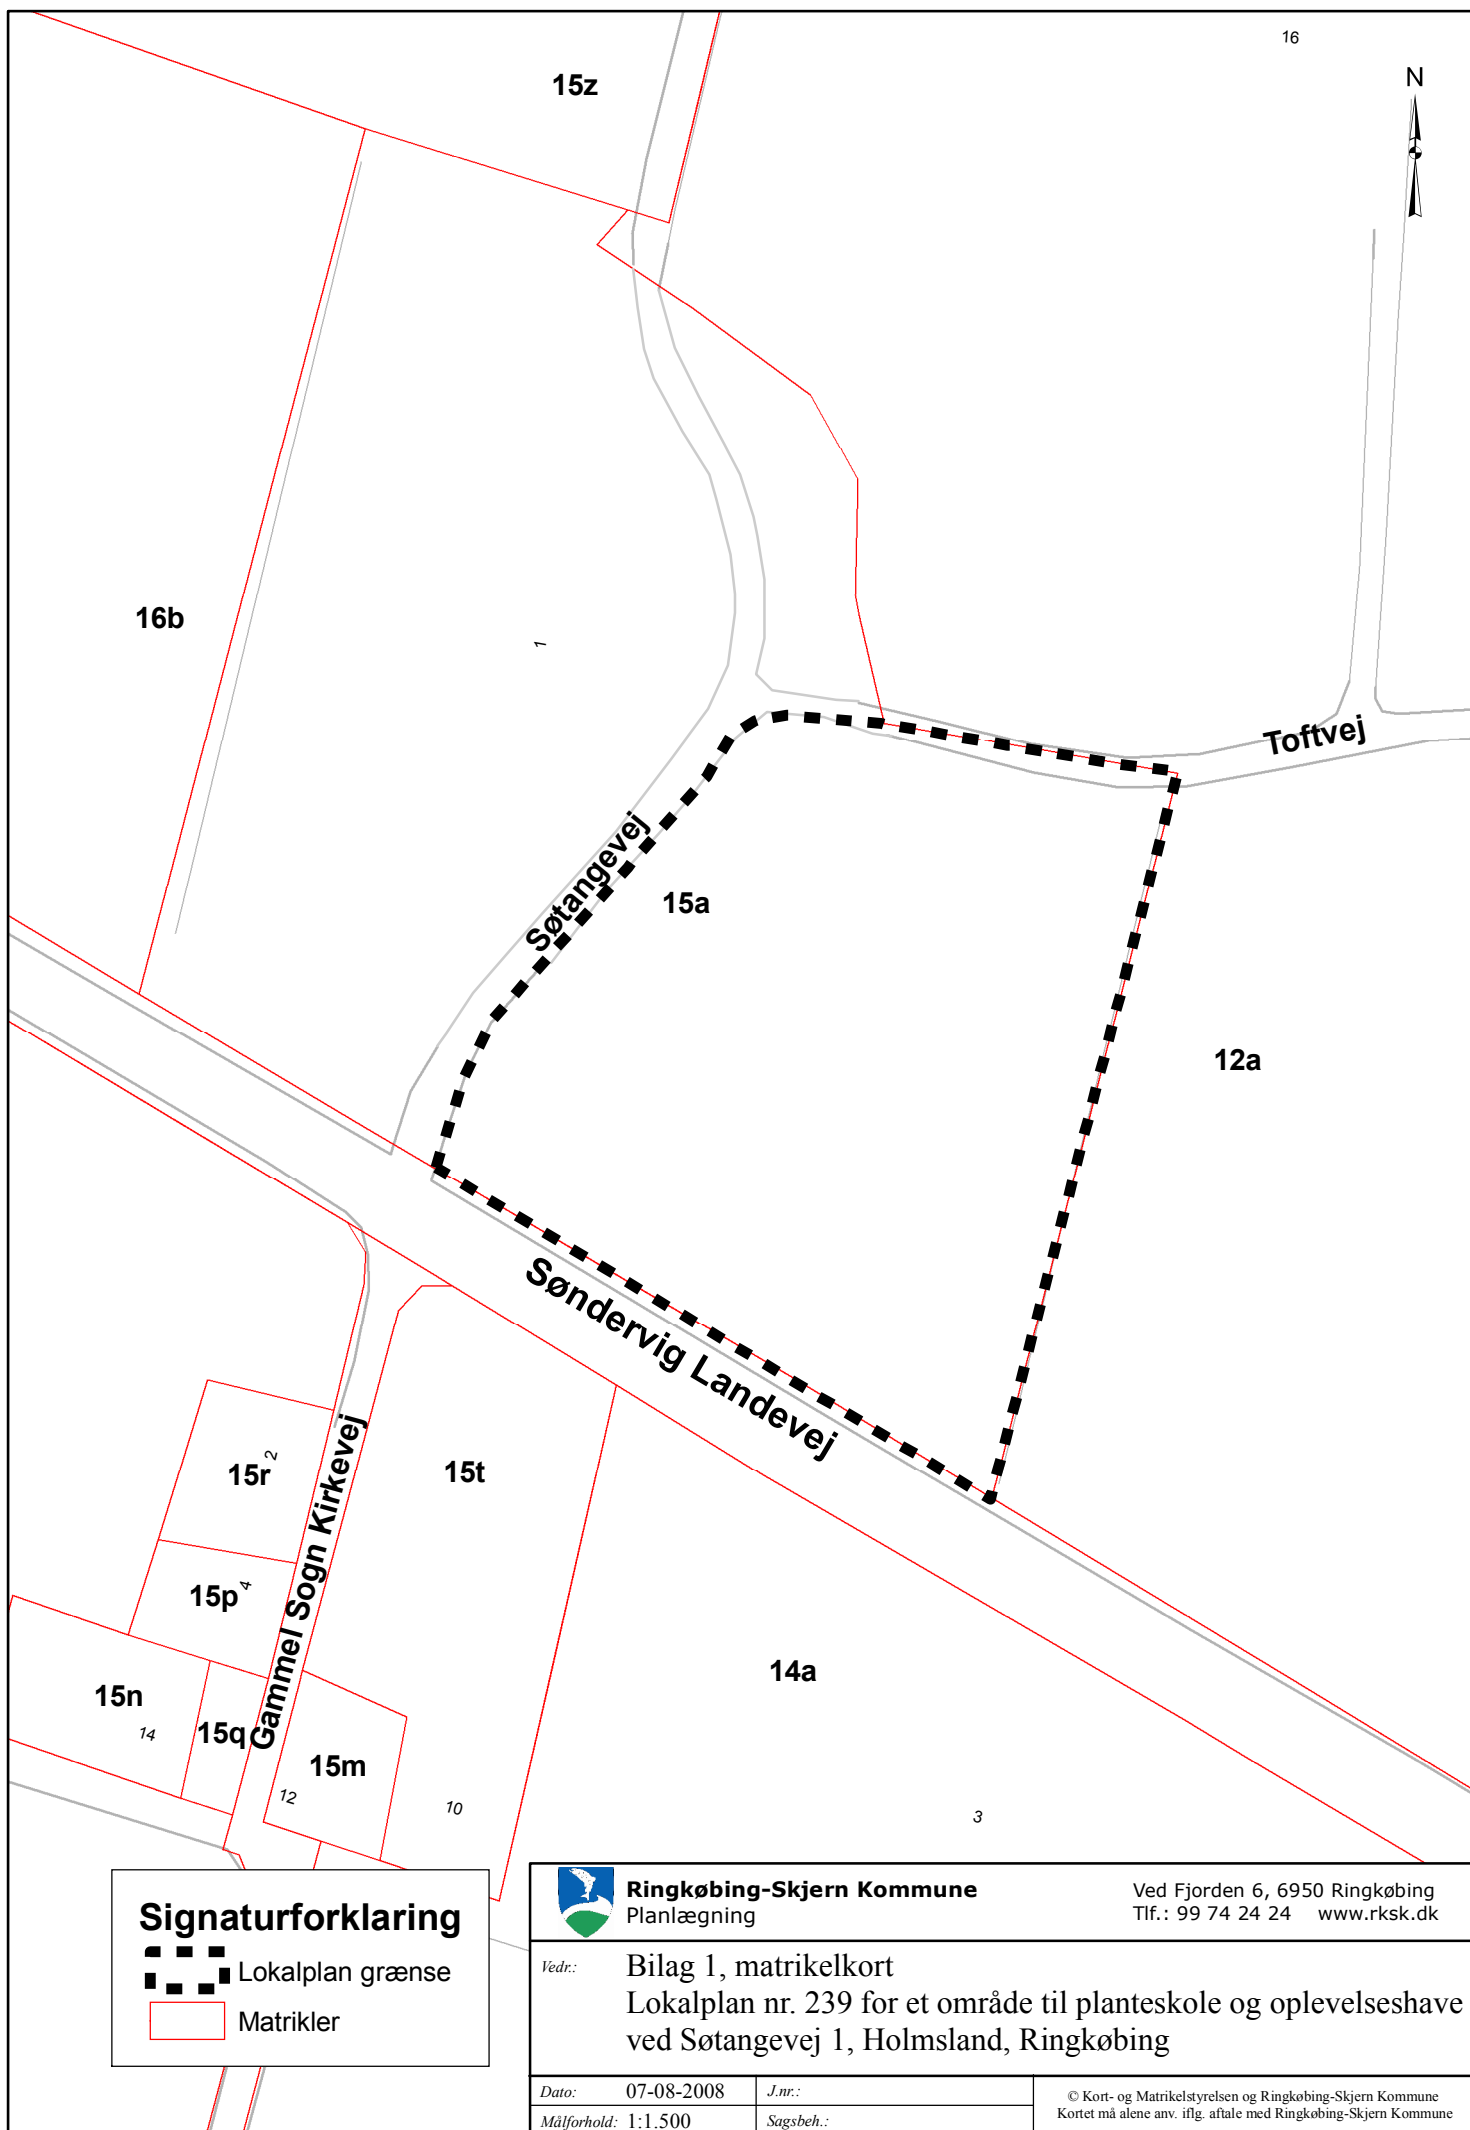 16
15z
N
16b
1
Toftvej
Søtangevej
15a
12a
Søndervig Landevej
15r 2
15t
Gammel Sogn Kirkevej
15p 4
14a
15n
14
15q
15m
12
10
3
Signaturforklaring
Lokalplan grænse
Matrikler
Ringkøbing-Skjern Kommune
Planlægning
Ved Fjorden 6, 6950 Ringkøbing
Tlf.: 99 74 24 24 www.rksk.dk
Vedr.: Bilag 1, matrikelkort
Lokalplan nr. 239 for et område til planteskole og oplevelseshave
ved Søtangevej 1, Holmsland, Ringkøbing
Dato: 07-08-2008 J.nr.:
Målforhold: 1:1.500 Sagsbeh.:
© Kort- og Matrikelstyrelsen og Ringkøbing-Skjern Kommune
Kortet må alene anv. iflg. aftale med Ringkøbing-Skjern Kommune